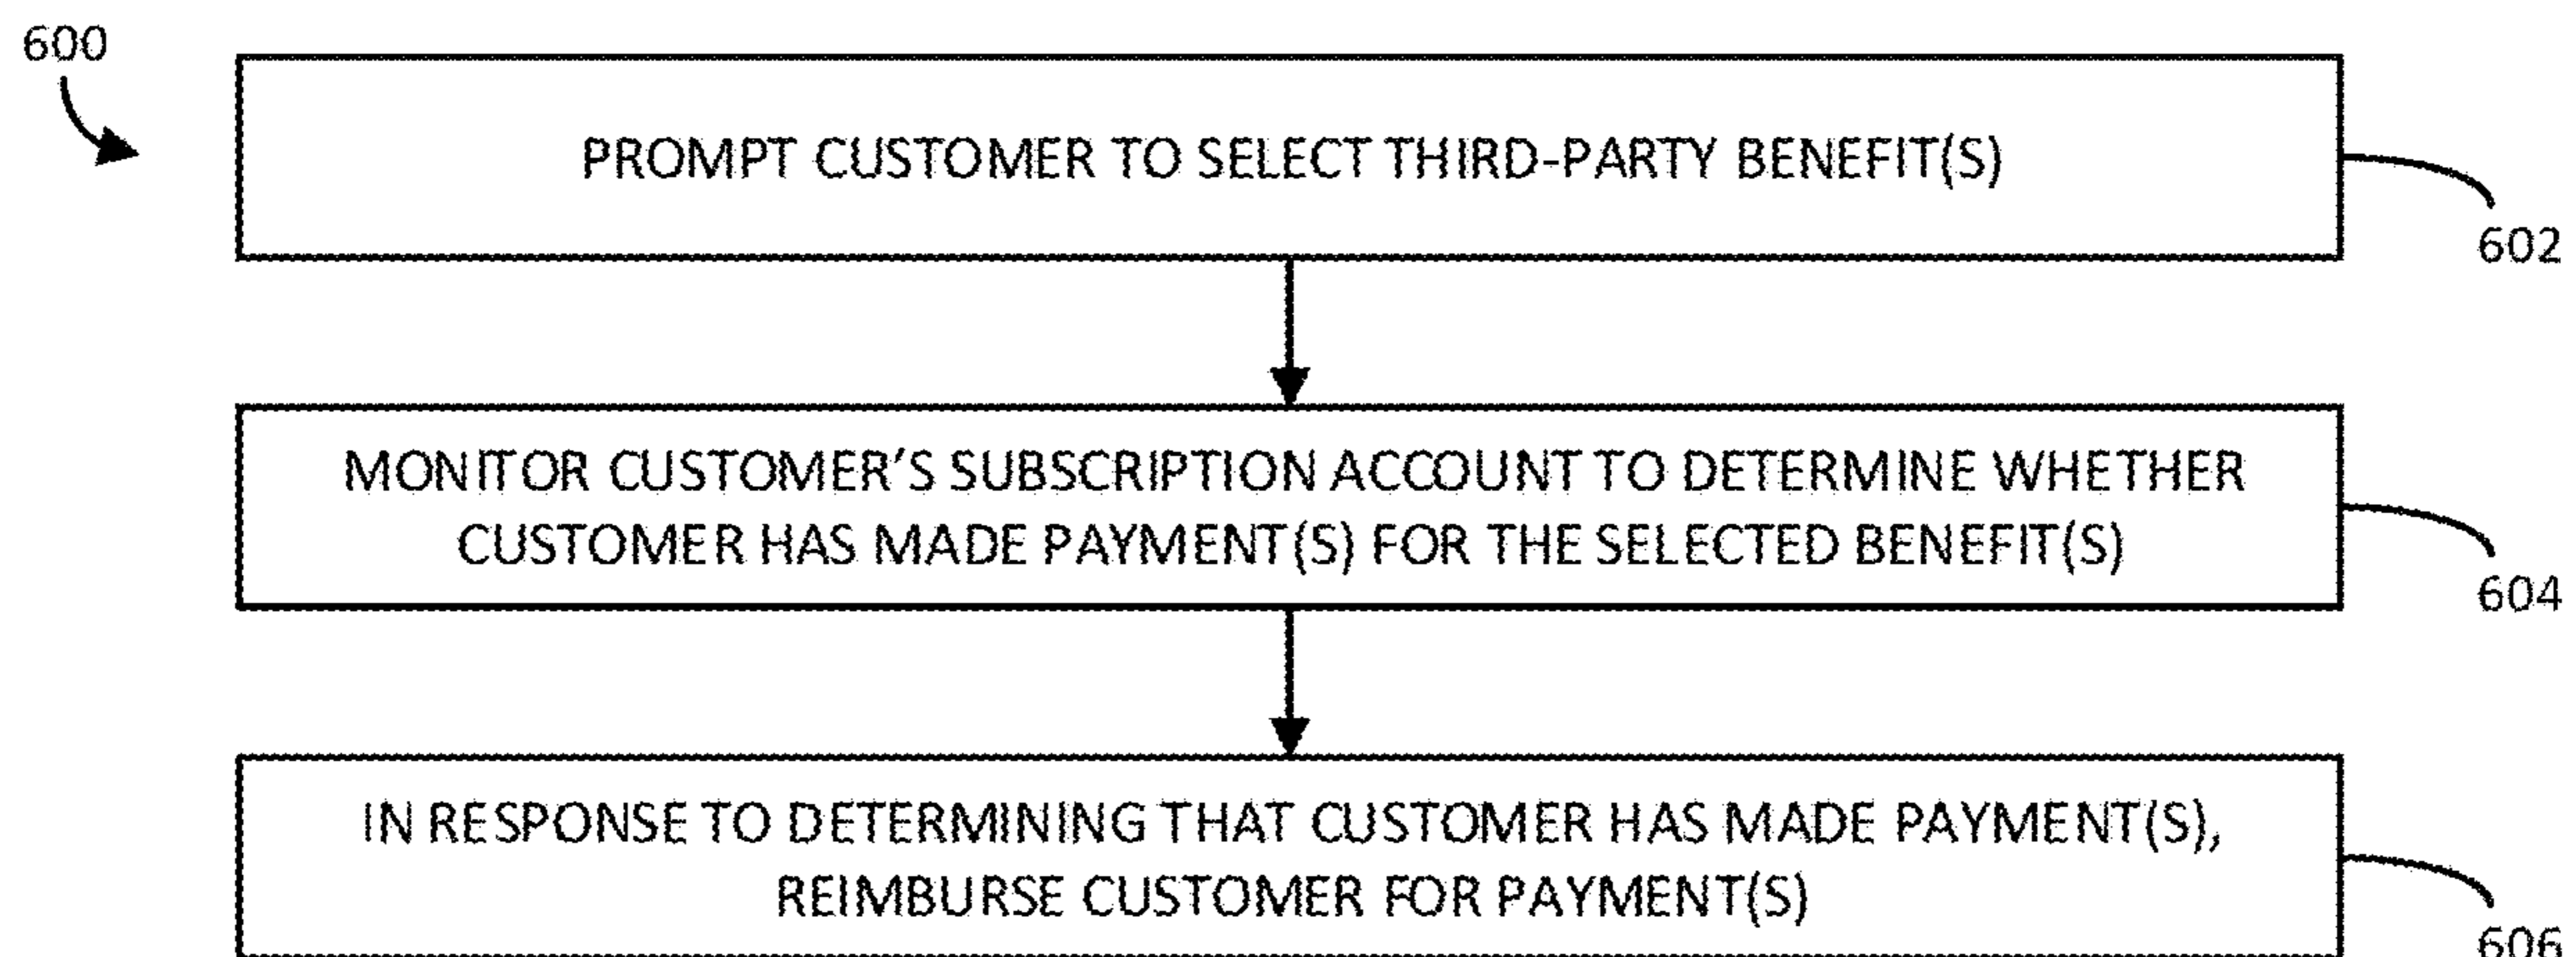 600
PROMPT CUSTOMER TO SELECT THIRD-PARTY BENEFIT(S)
602
MONITOR CUSTOMER'S SUBSCRIPTION ACCOUNT TO DETERMINE WHETHER
CUSTOMER HAS MADE PAYMENT(S) FOR THE SELECTED BENEFIT(S)
604
IN RESPONSE TO DETERMINING THAT CUSTOMER HAS MADE PAYMENT(S),
REIMBURSE CUSTOMER FOR PAYMENT(S)
606